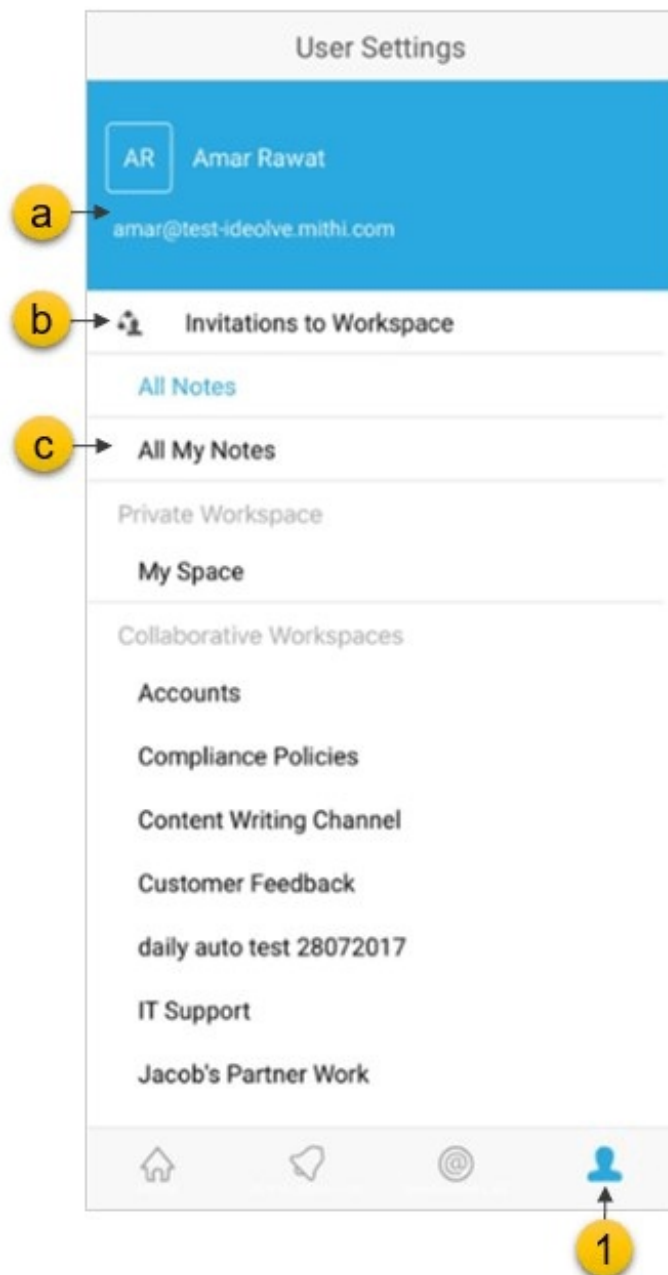 User Settings
AR Amar Rawat
a
amar@test-ideolve.mithi.com
b Invitations to Workspace
All Notes
c All My Notes
Private Workspace
My Space
Collaborative Workspaces
Accounts
Compliance Policies
Content Writing Channel
Customer Feedback
daily auto test 28072017
IT Support
Jacob's Partner Work
@
1